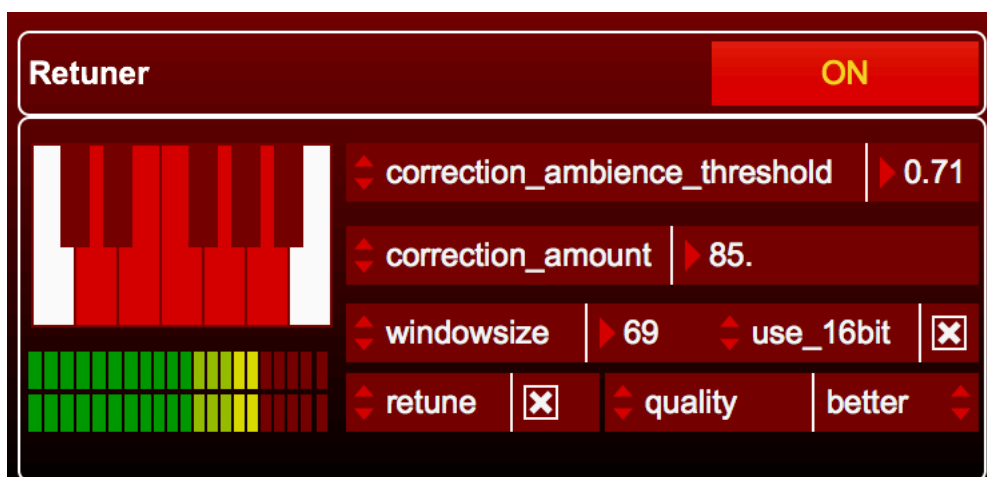 Retuner ON
correction_ambience_threshold 0.71
correction_amount 85.
windowsize 69 use_16bit
retune quality better